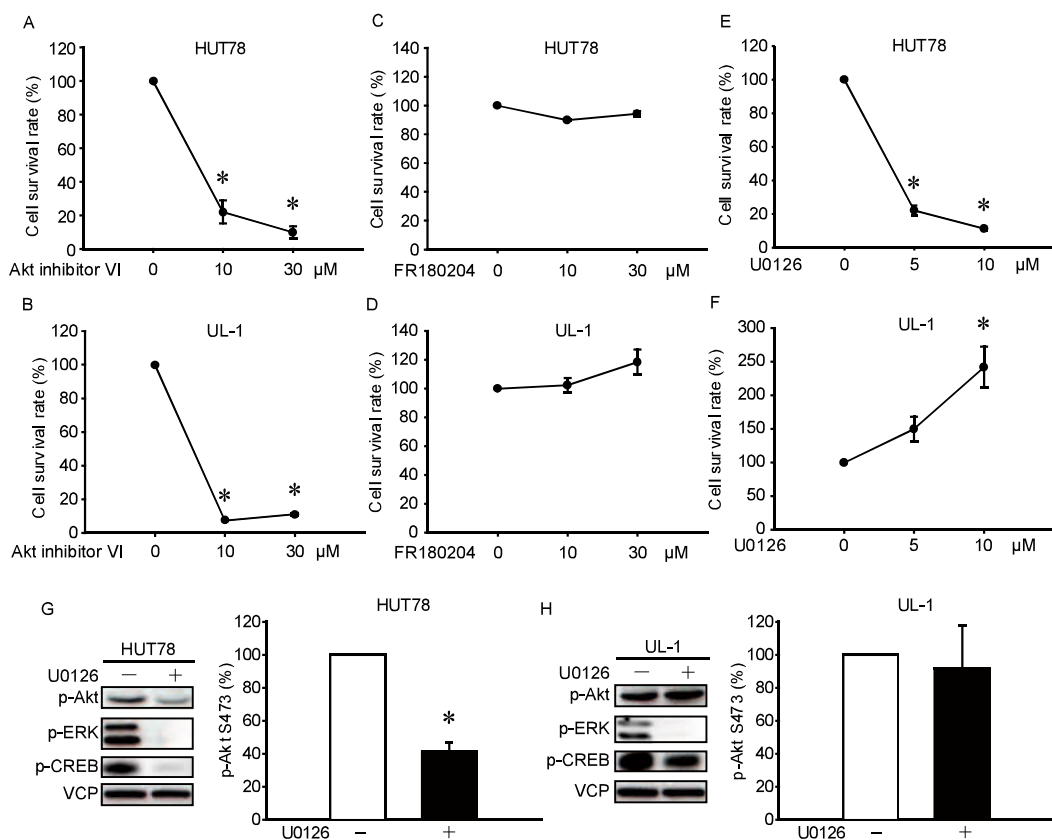 A
HUT78
Cell survival rate (%)
120
100
80
60
40
20
0
*
*
0 10 30 µM
Akt inhibitor VI
C
HUT78
Cell survival rate (%)
140
120
100
80
60
40
20
0
0 10 30 µM
FR180204
E
HUT78
Cell survival rate (%)
120
100
80
60
40
20
0
*
*
0 5 10 µM
U0126
B
UL-1
Cell survival rate (%)
120
100
80
60
40
20
0
*
*
0 10 30 µM
Akt inhibitor VI
D
UL-1
Cell survival rate (%)
140
120
100
80
60
40
20
0
0 10 30 µM
FR180204
F
UL-1
Cell survival rate (%)
300
250
200
150
100
50
0
*
0 5 10 µM
U0126
G
HUT78
U0126 − +
p-Akt
p-ERK
p-CREB
VCP
HUT78
p-Akt S473 (%)
120
100
80
60
40
20
0
*
U0126 − +
H
UL-1
U0126 − +
p-Akt
p-ERK
p-CREB
VCP
UL-1
p-Akt S473 (%)
120
100
80
60
40
20
0
U0126 − +